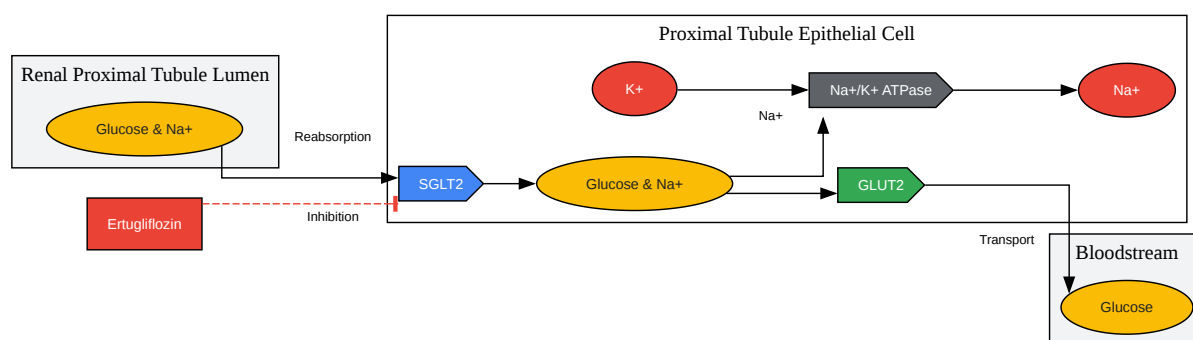 Proximal Tubule Epithelial Cell
Renal Proximal Tubule Lumen
K+
Na+/K+ ATPase
Na+
Na+
Glucose & Na+
Reabsorption
SGLT2
Glucose & Na+
GLUT2
Ertugliflozin
Inhibition
Transport
Bloodstream
Glucose